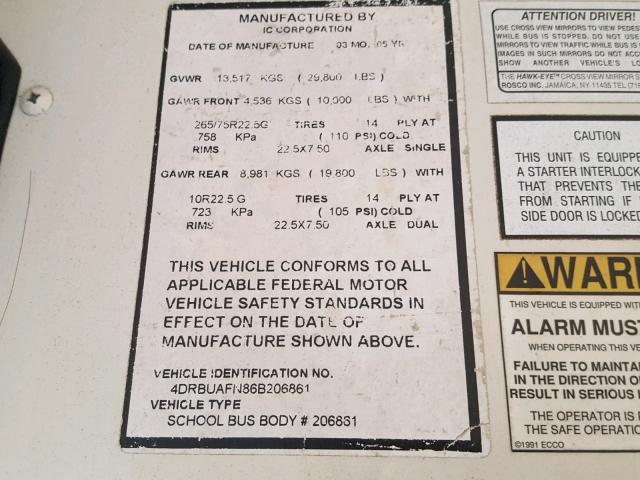 MANUFACTURED BY
IC CORPORATION
DATE OF MANUFACTURE 03 MO. 05 YR
GVWR 13,517 KGS ( 29,800 LBS )
GAWR FRONT 4,536 KGS ( 10,000 LBS ) WITH
265/75R22.5G TIRES 14 PLY AT
758 KPa ( 110 PSI) COLD
RIMS 22.5X7.50 AXLE SINGLE
GAWR REAR 8,981 KGS ( 19,800 LBS ) WITH
10R22.5 G TIRES 14 PLY AT
723 KPa ( 105 PSI) COLD
RIMS 22.5X7.50 AXLE DUAL
THIS VEHICLE CONFORMS TO ALL
APPLICABLE FEDERAL MOTOR
VEHICLE SAFETY STANDARDS IN
EFFECT ON THE DATE OF
MANUFACTURE SHOWN ABOVE.
VEHICLE IDENTIFICATION NO.
4DRBUAFN86B206861
VEHICLE TYPE
SCHOOL BUS BODY # 206861
ATTENTION DRIVER!
USE CROSS VIEW MIRRORS TO VIEW
WHILE BUS IS STOPPED. DO NOT USE
MIRRORS TO VIEW TRAFFIC WHILE BUS IS
IMAGES IN SUCH MIRRORS DO NOT
SHOW ANOTHER VEHICLE'S
THE HAWK-EYE™ CROSS VIEW MIRROR
ROSCO INC. JAMAICA, NY 11435 TEL
CAUTION
THIS UNIT IS
A STARTER INTERLOCK
THAT PREVENTS
FROM STARTING IF
SIDE DOOR IS LOCKED
THIS VEHICLE IS EQUIPPED
ALARM MUST
WHEN OPERATING THIS
FAILURE TO
IN THE DIRECTION
RESULT IN SERIOUS
THE OPERATOR IS
THE SAFE
©1991 ECCO